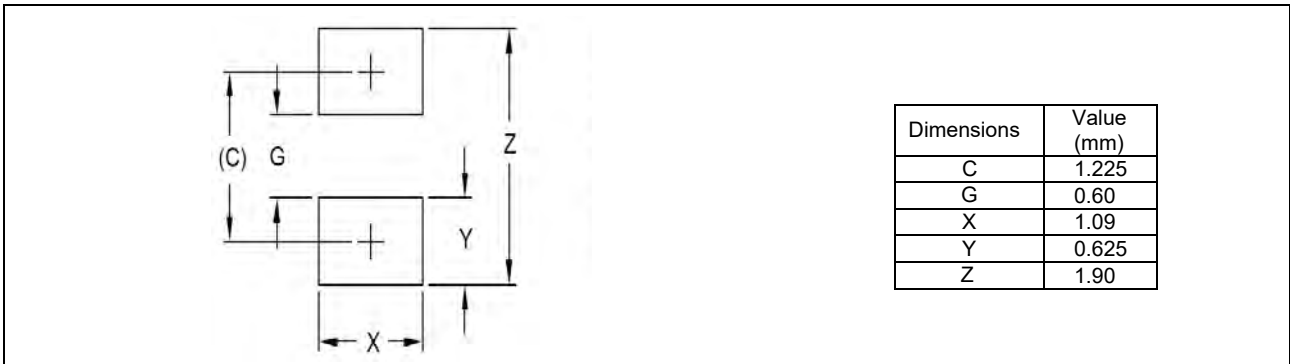 (C)
G
Z
Y
X
Dimensions Value (mm)
C 1.225
G 0.60
X 1.09
Y 0.625
Z 1.90